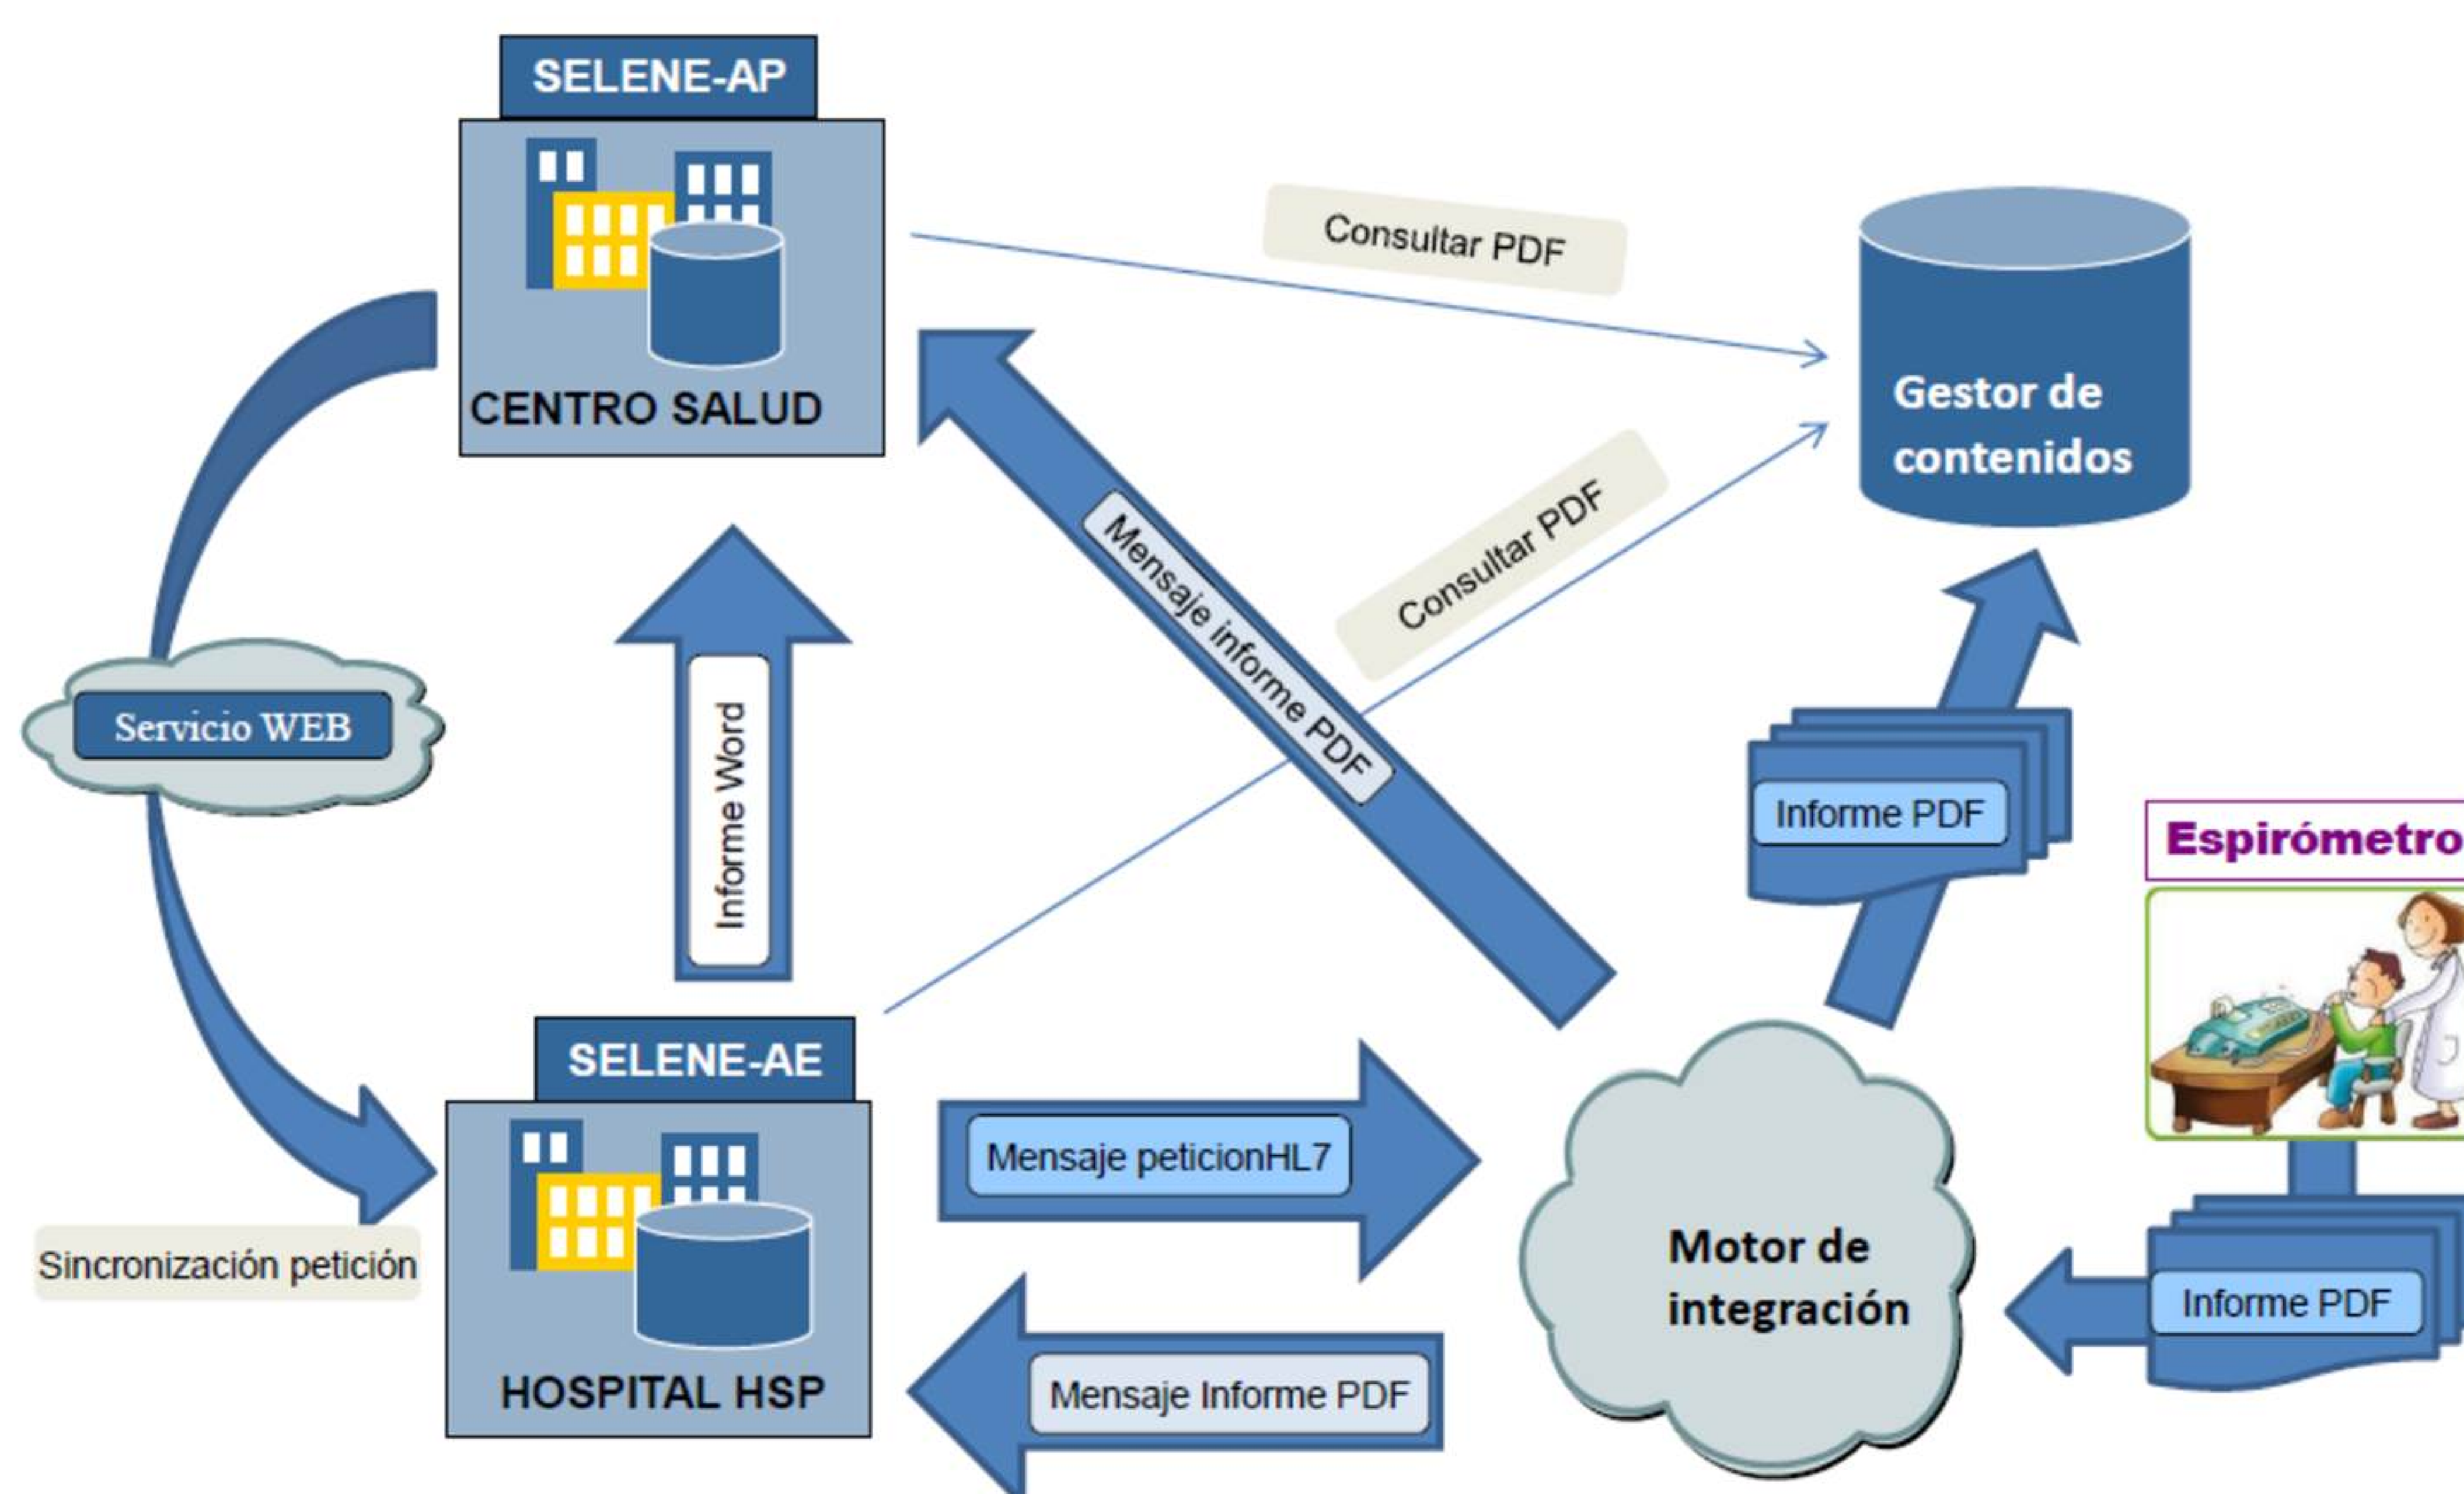 SELENE-AP
CENTRO SALUD
Consultar PDF
Gestor de
contenidos
Mensaje informe PDF
Consultar PDF
Servicio WEB
Informe Word
Informe PDF
Espirómetro
SELENE-AE
HOSPITAL HSP
Mensaje peticionHL7
Sincronización petición
Motor de
integración
Informe PDF
Mensaje Informe PDF